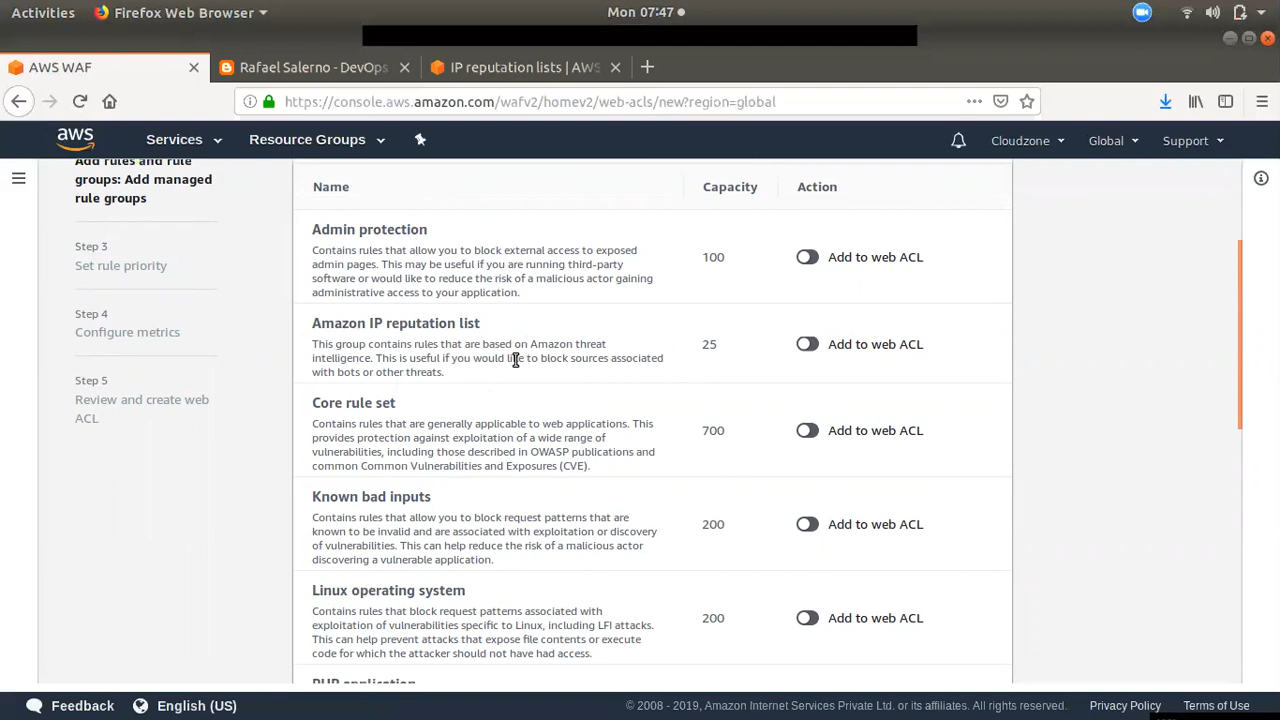 Activities Firefox Web Browser Mon 07:47
AWS WAF Rafael Salerno - DevOps IP reputation lists | AWS
https://console.aws.amazon.com/wafv2/homev2/web-acls/new?region=global
aws Services Resource Groups Cloudzone Global Support
Add rules and rule
groups: Add managed
rule groups
Step 3
Set rule priority
Step 4
Configure metrics
Step 5
Review and create web
ACL
Name Capacity Action
Admin protection
Contains rules that allow you to block external access to exposed
admin pages. This may be useful if you are running third-party
software or would like to reduce the risk of a malicious actor gaining
administrative access to your application.
100 Add to web ACL
Amazon IP reputation list
This group contains rules that are based on Amazon threat
intelligence. This is useful if you would like to block sources associated
with bots or other threats.
25 Add to web ACL
Core rule set
Contains rules that are generally applicable to web applications. This
provides protection against exploitation of a wide range of
vulnerabilities, including those described in OWASP publications and
common Common Vulnerabilities and Exposures (CVE).
700 Add to web ACL
Known bad inputs
Contains rules that allow you to block request patterns that are
known to be invalid and are associated with exploitation or discovery
of vulnerabilities. This can help reduce the risk of a malicious actor
discovering a vulnerable application.
200 Add to web ACL
Linux operating system
Contains rules that block request patterns associated with
exploitation of vulnerabilities specific to Linux, including LFI attacks.
This can help prevent attacks that expose file contents or execute
code for which the attacker should not have had access.
200 Add to web ACL
PHP application
Feedback English (US) © 2008 - 2019, Amazon Internet Services Private Ltd. or its affiliates. All rights reserved. Privacy Policy Terms of Use